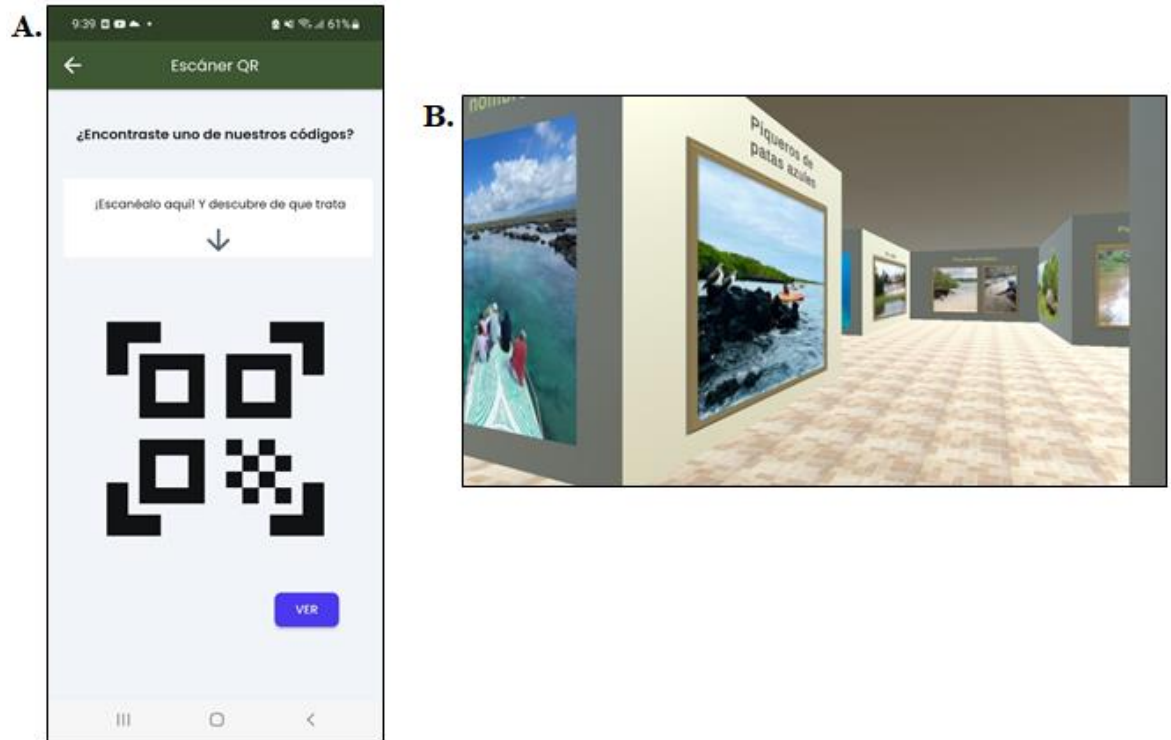 A.
9:39
61%
Escáner QR
¿Encontraste uno de nuestros códigos?
¡Escanéalo aquí! Y descubre de que trata
VER
B.
Piqueros de
patas azules